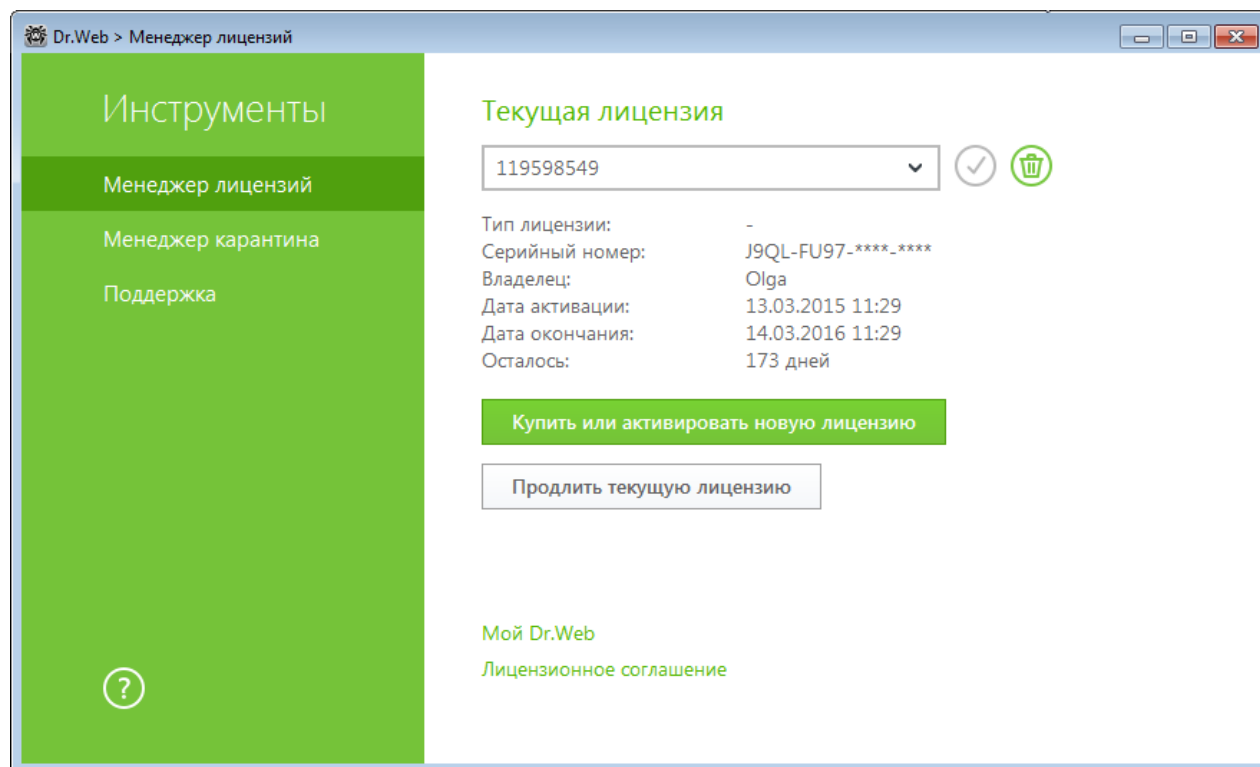 Dr.Web > Менеджер лицензий
Инструменты
Менеджер лицензий
Менеджер карантина
Поддержка
?
Текущая лицензия
119598549
Тип лицензии: -
Серийный номер: J9QL-FU97-****-****
Владелец: Olga
Дата активации: 13.03.2015 11:29
Дата окончания: 14.03.2016 11:29
Осталось: 173 дней
Купить или активировать новую лицензию
Продлить текущую лицензию
Мой Dr.Web
Лицензионное соглашение